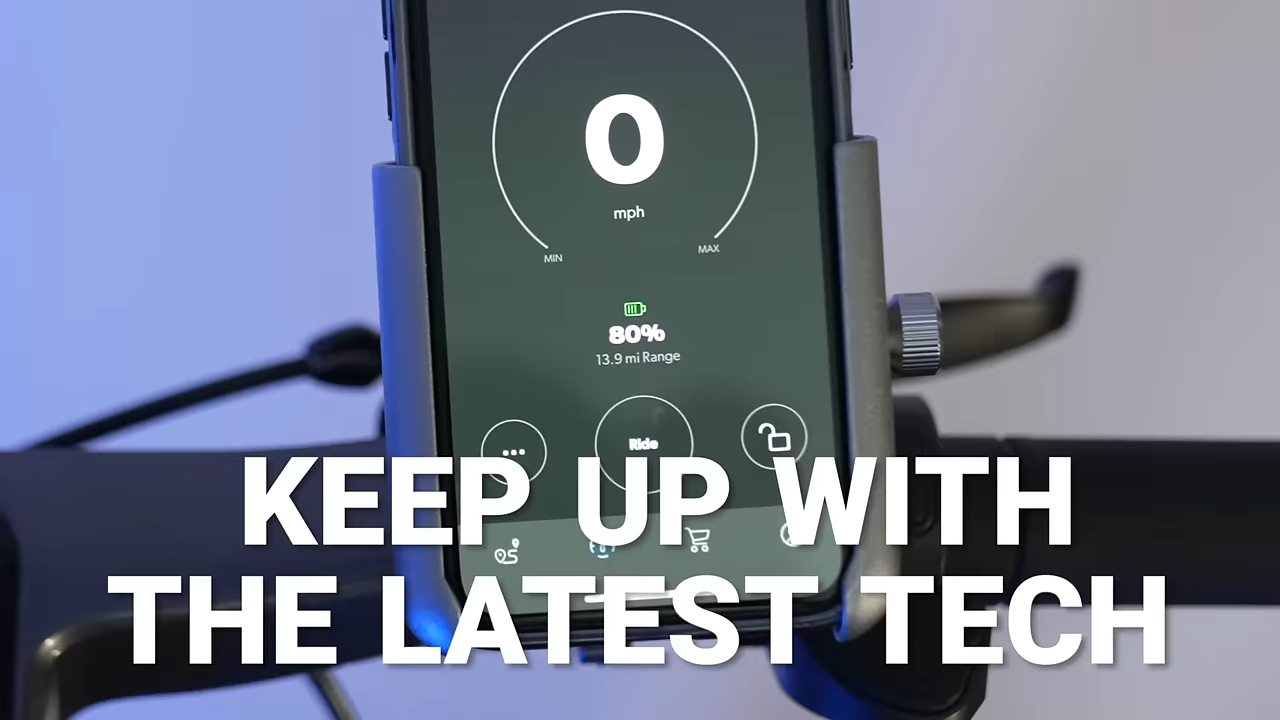 0
mph
MIN
MAX
80%
13.9 mi Range
Ride
KEEP UP WITH
THE LATEST TECH